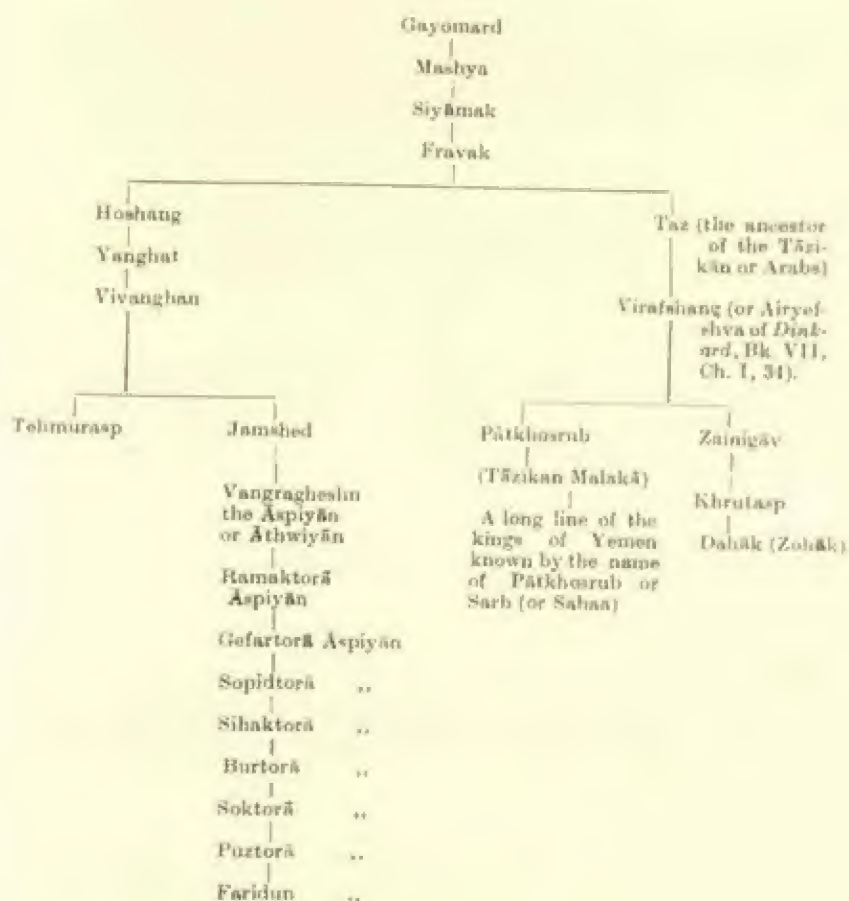 Gayomard
Mashya
Siyāmak
Fravak
Hoshang
Yanghat
Vivanghan
Tehmurasp
Jamshed
Vangragheshn
the Āspiyān
or Āthwiyān
Ramaktorā
Āspiyān
Gefartorā Āspiyān
Sopidtorā ,,
Sihaktorā ,,
Burtorā ,,
Soktorā ,,
Puztorā ,,
Faridun ,,
Taz (the ancestor
of the Tāzi-
kān or Arabs)
Virafshang (or Airyef-
shva of Dink-
ard, Bk VII,
Ch. I, 34).
Pātkhosrub
(Tāzikan Malakā)
A long line of the
kings of Yemen
known by the name
of Pātkhosrub or
Sarb (or Sahaa)
Zainigāv
Khrutasp
Dahāk (Zohāk)